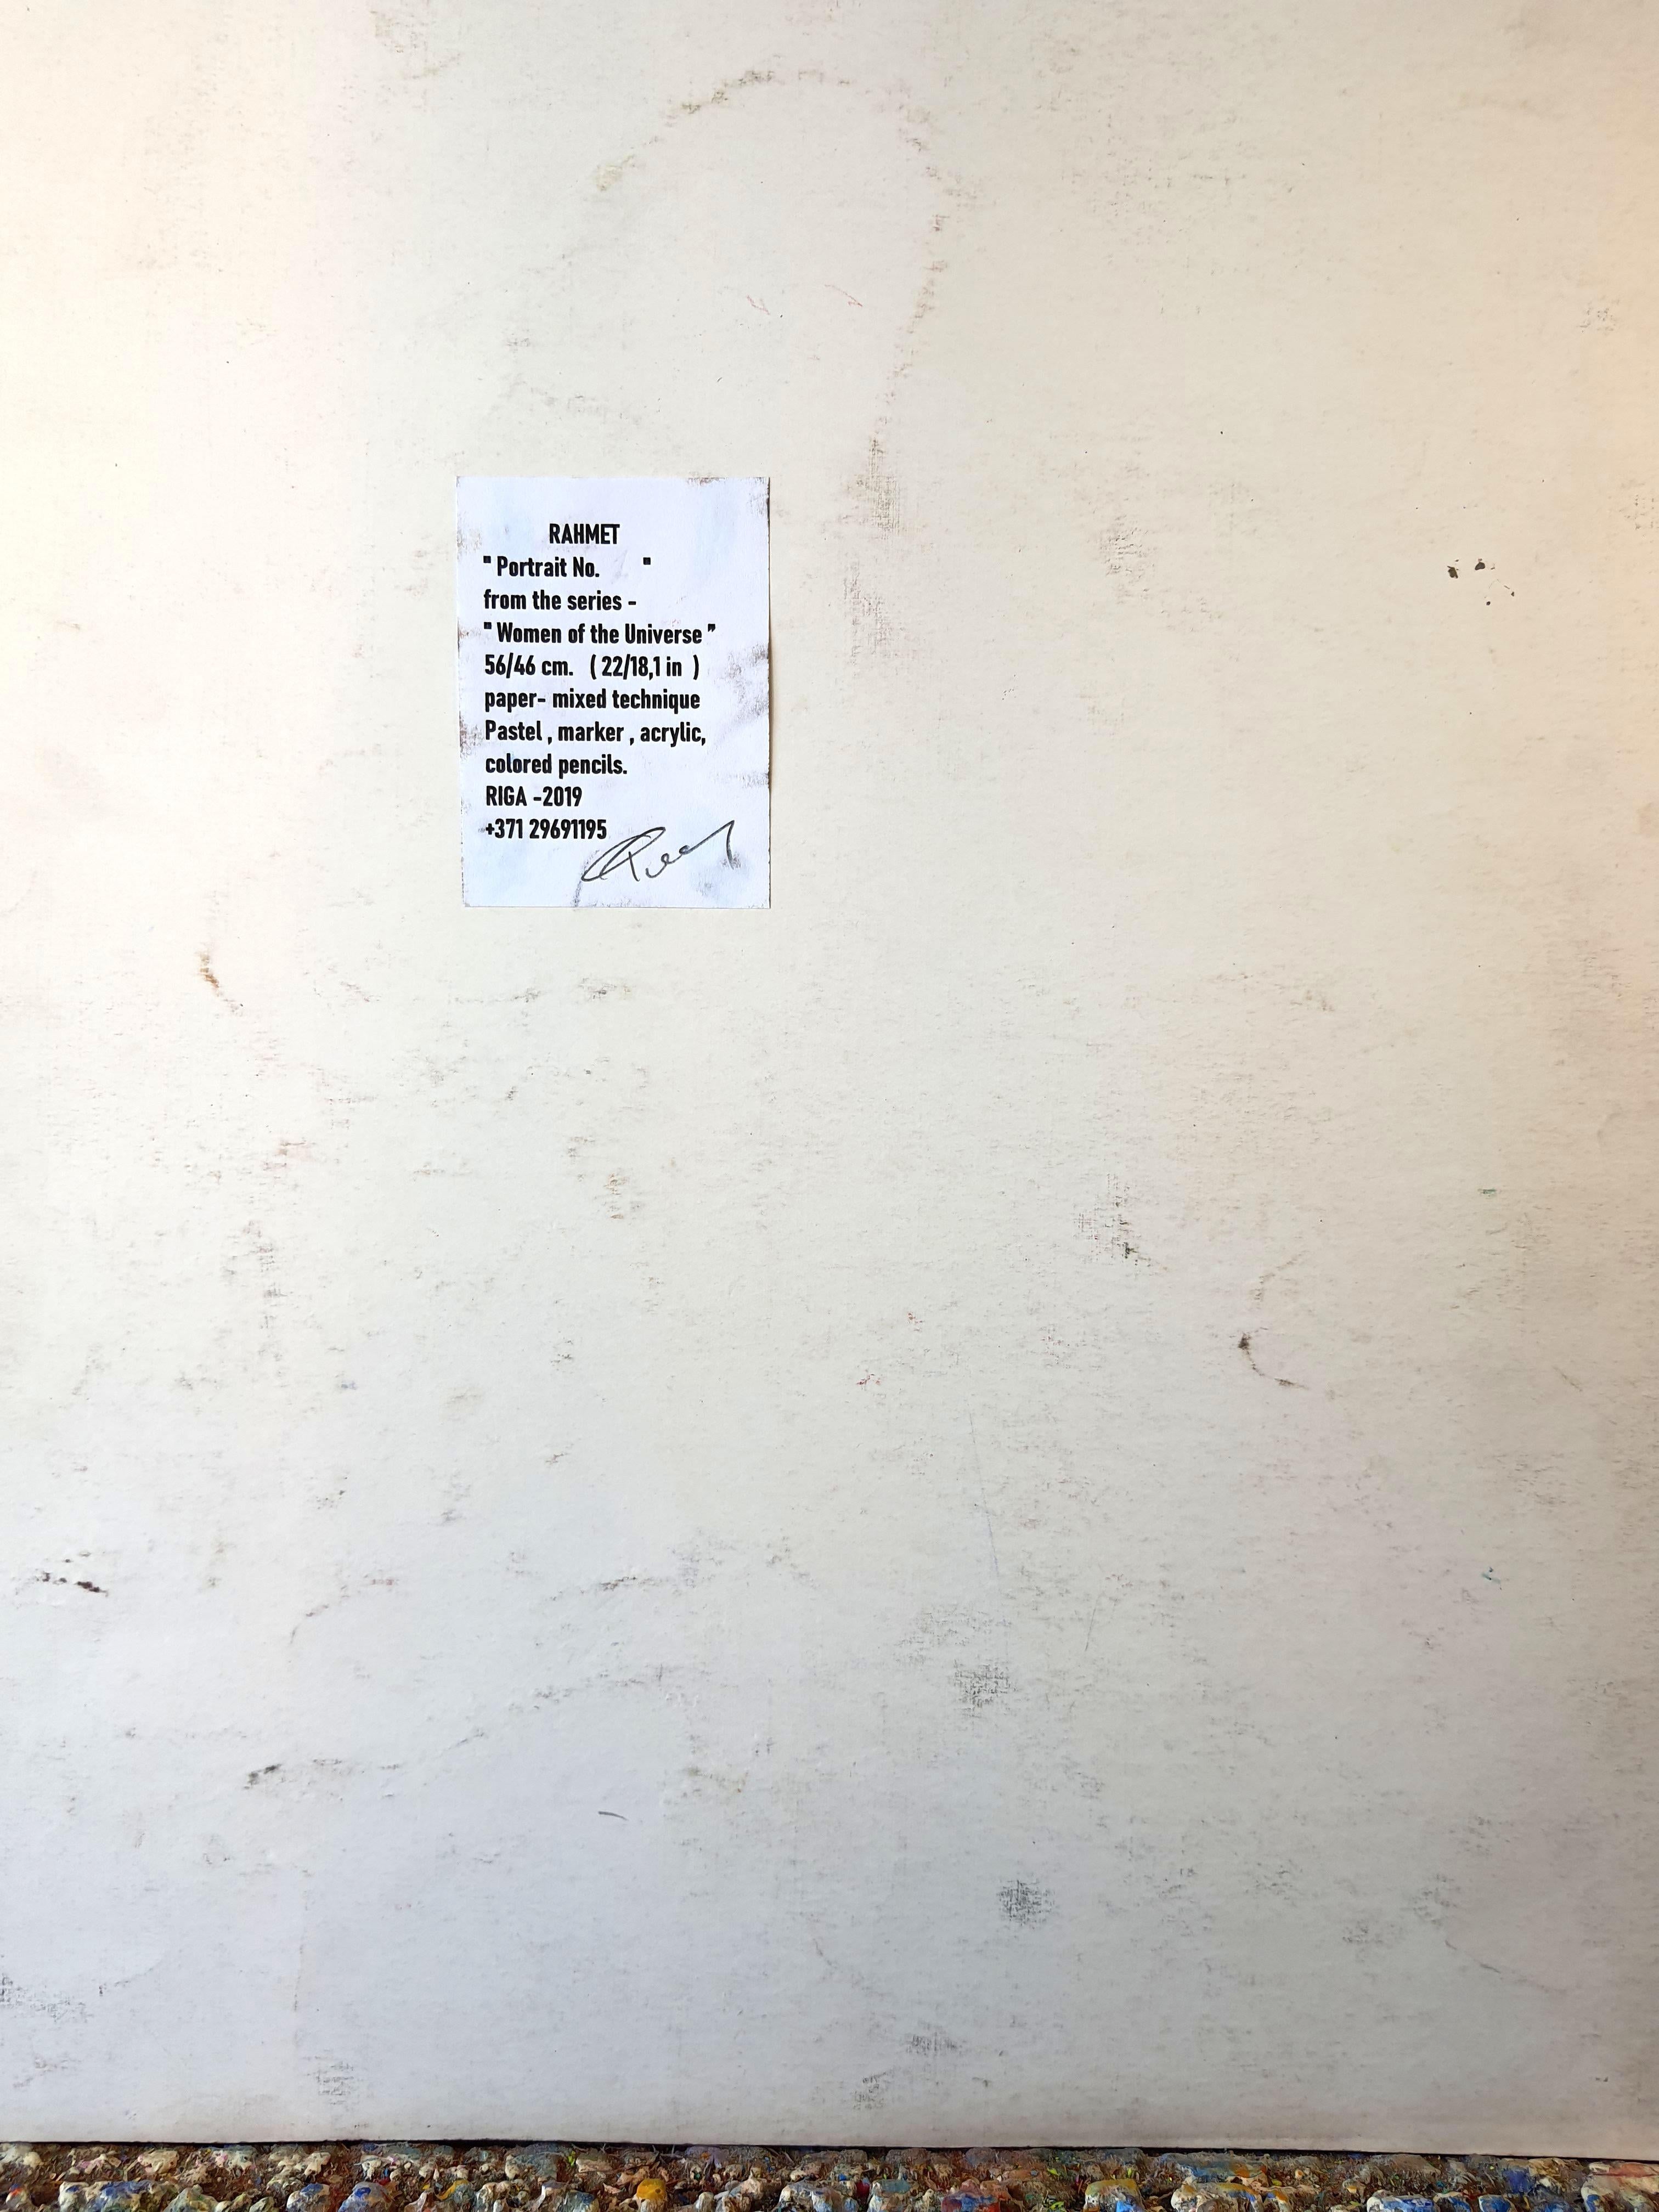 RAHMET
" Portrait No. "
from the series -
" Women of the Universe "
56/46 cm. ( 22/18,1 in )
paper- mixed technique
Pastel , marker , acrylic,
colored pencils.
RIGA -2019
+371 29691195